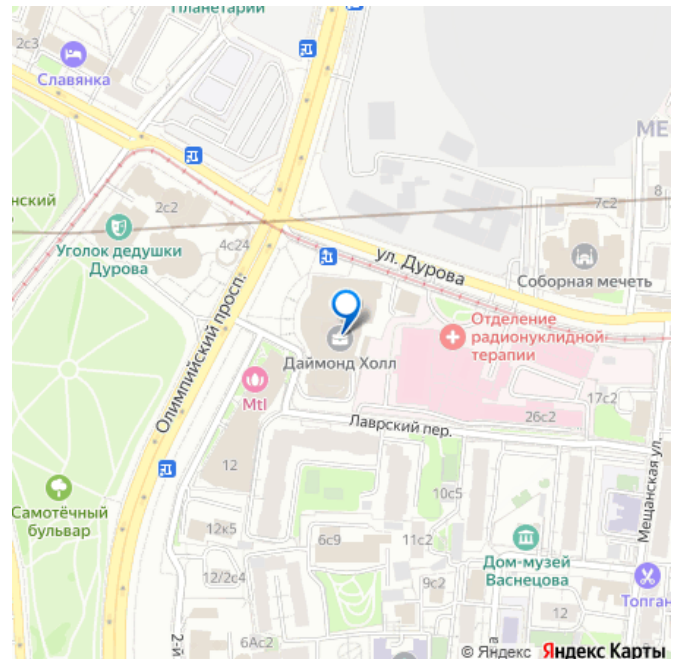 Планетарии
2с3
Славянка
МЕ
нский
2с2
7с2
8
Уголок дедушки
Дурова
4с24
ул. Дурова
Соборная мечеть
Олимпийский просп.
Отделение
радионуклидной
терапии
Даймонд Холл
Mtl
17с2
26с2
Лаврский пер.
Мещанская ул.
12
10с5
Самотёчный
бульвар
12к5
6с9
11с2
Дом-музей
Васнецова
12/2с4
9с2
Топган
12
2-й
6Ас2
© Яндекс Яндекс Карты